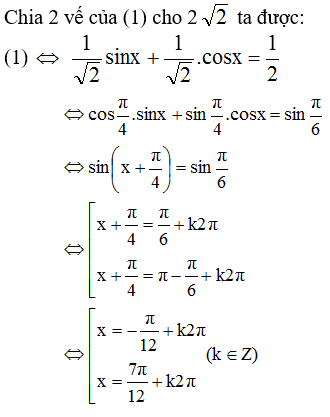 Chia 2 vế của (1) cho 2√2 ta được:
(1) ⇔ 1/√2 sinx + 1/√2 .cosx = 1/2
⇔ cos π/4 .sinx + sin π/4 .cosx = sin π/6
⇔ sin(x + π/4) = sin π/6
⇔ [ x + π/4 = π/6 + k2π
x + π/4 = π − π/6 + k2π
⇔ [ x = −π/12 + k2π
(k ∈ Z)
x = 7π/12 + k2π